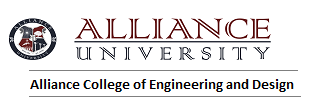 ALLIANCE
UNIVERSITY
Alliance College of Engineering and Design